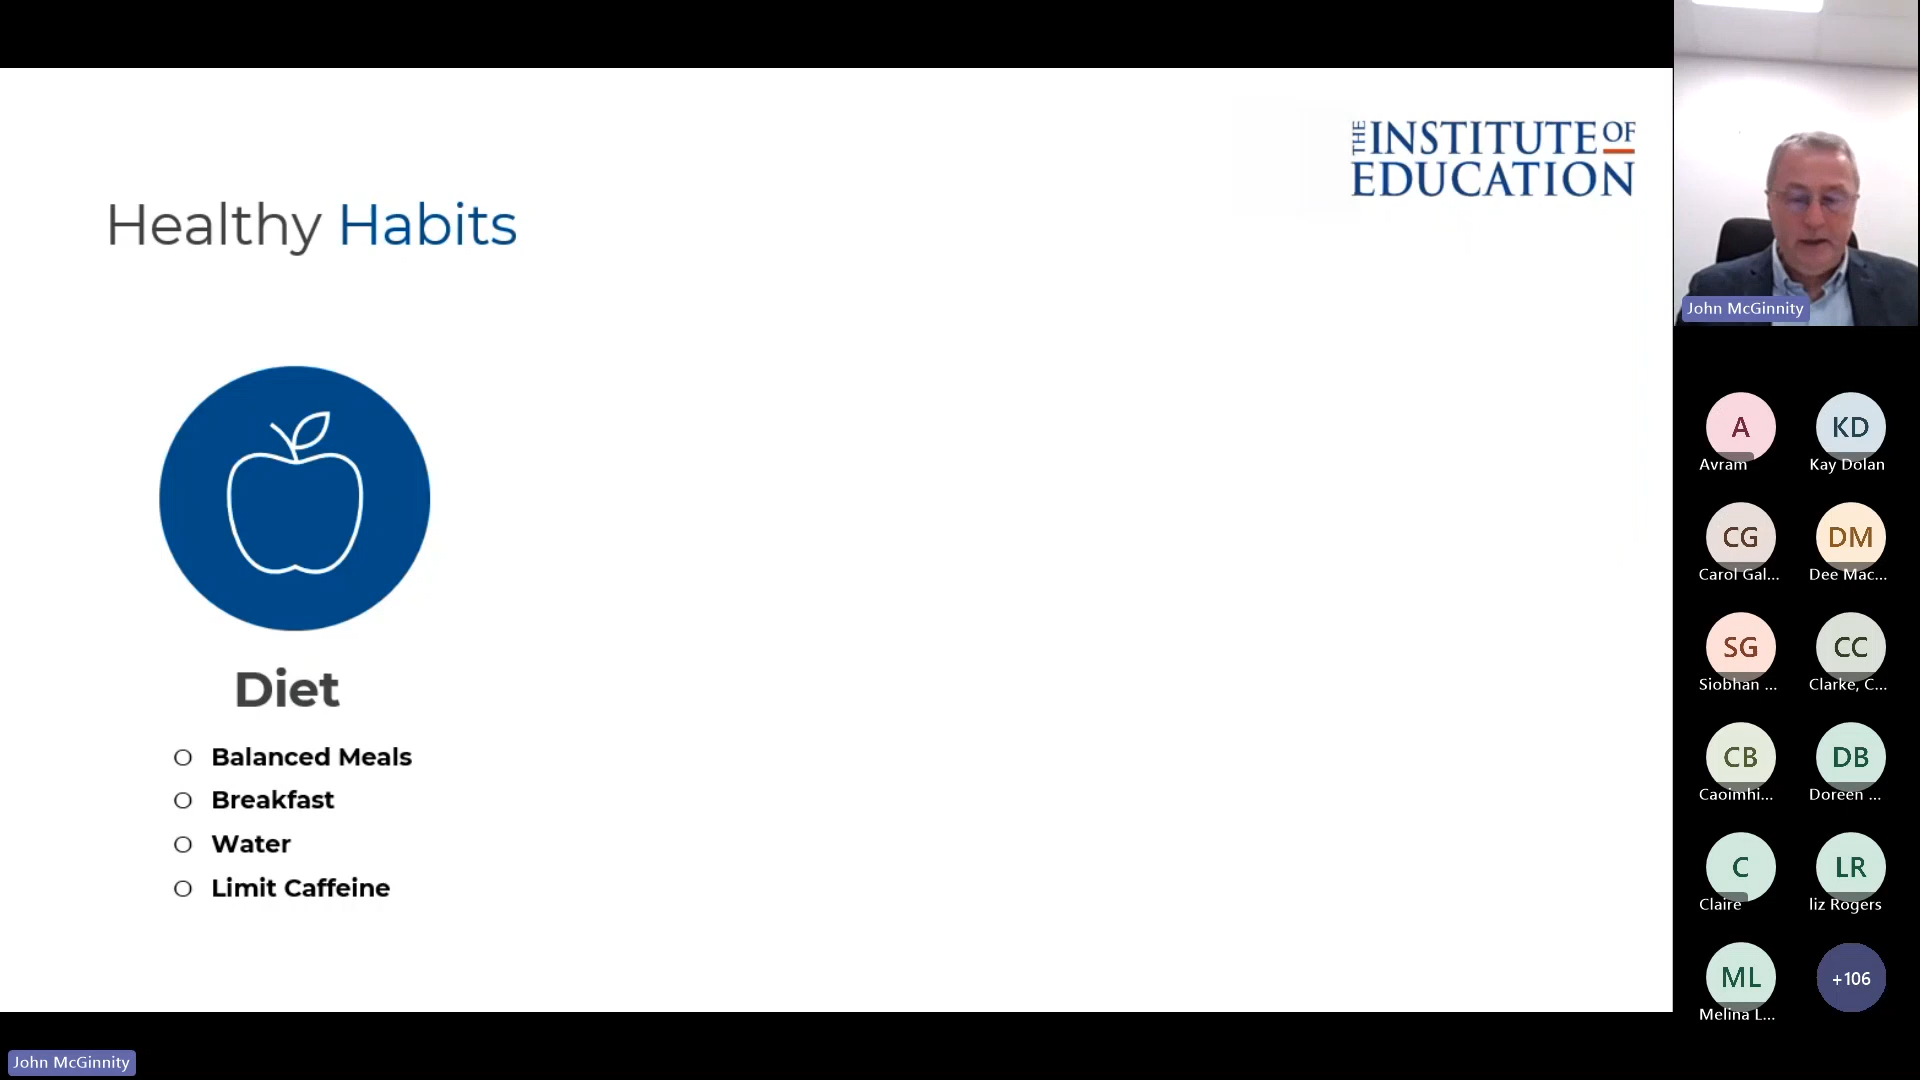 THE INSTITUTE OF
EDUCATION
Healthy Habits
Diet
Balanced Meals
Breakfast
Water
Limit Caffeine
John McGinnity
A
Avram
KD
Kay Dolan
CG
Carol Gal...
DM
Dee Mac...
SG
Siobhan ...
CC
Clarke, C...
CB
Caoimhi...
DB
Doreen ...
C
Claire
LR
liz Rogers
ML
Melina L...
+106
John McGinnity